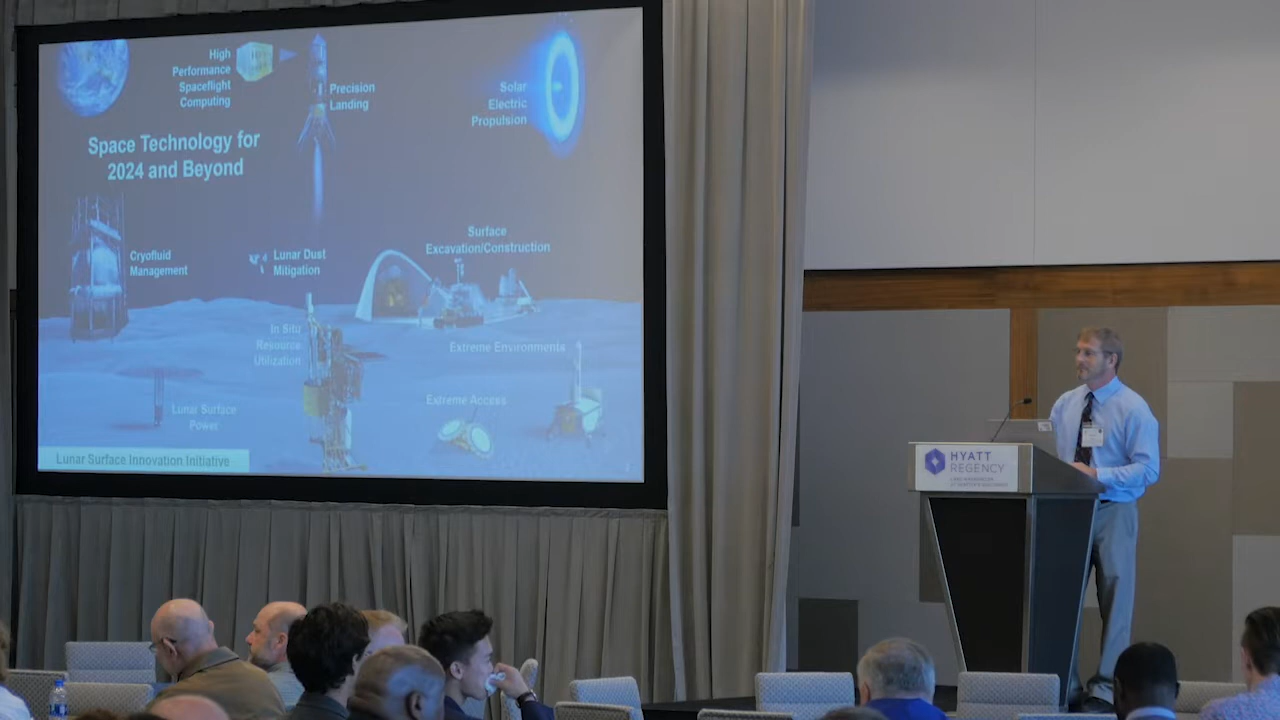 High
Performance
Spaceflight
Computing
Precision
Landing
Solar
Electric
Propulsion
Space Technology for
2024 and Beyond
Surface
Excavation/Construction
Cryofluid
Management
Lunar Dust
Mitigation
In Situ
Resource
Utilization
Extreme Environments
Extreme Access
Lunar Surface
Power
Lunar Surface Innovation Initiative
HYATT
REGENCY